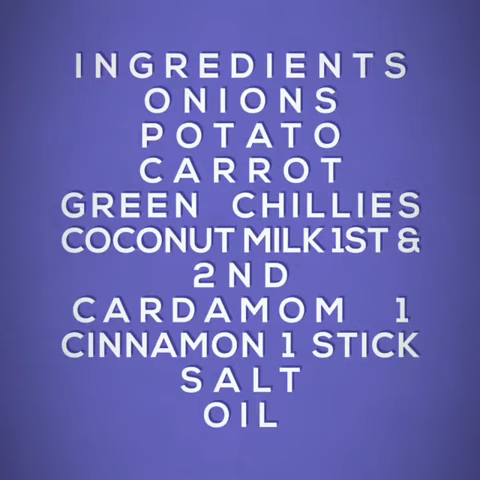 INGREDIENTS
ONIONS
POTATO
CARROT
GREEN CHILLIES
COCONUT MILK 1ST &
2ND
CARDAMOM 1
CINNAMON 1 STICK
SALT
OIL